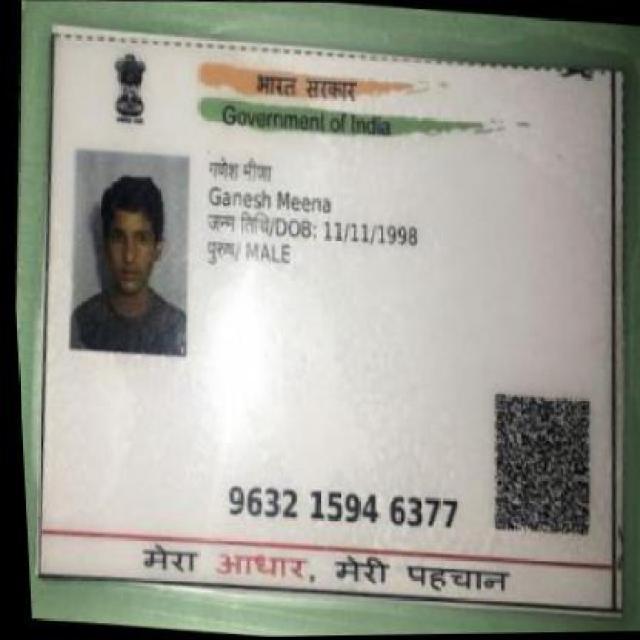 भारत सरकार
Government of India
गणेश मीणा
Ganesh Meena
जन्म तिथि/DOB: 11/11/1998
पुरुष/ MALE
9632 1594 6377
मेरा आधार, मेरी पहचान